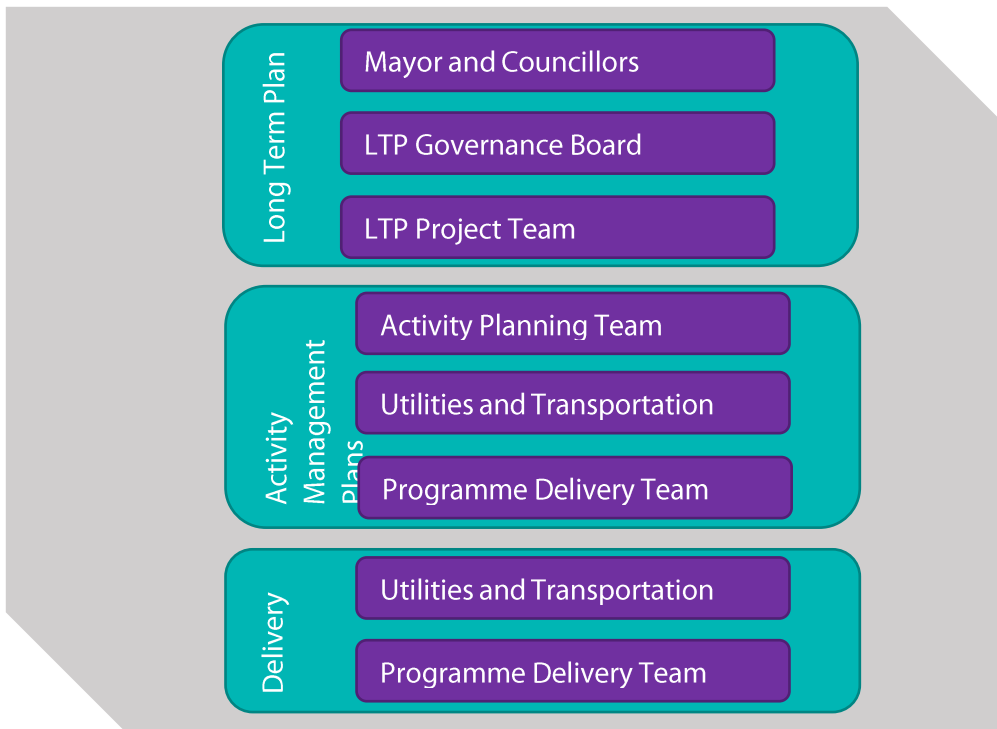 Long Term Plan
Mayor and Councillors
LTP Governance Board
LTP Project Team
Activity
Management
Plans
Activity Planning Team
Utilities and Transportation
Programme Delivery Team
Delivery
Utilities and Transportation
Programme Delivery Team